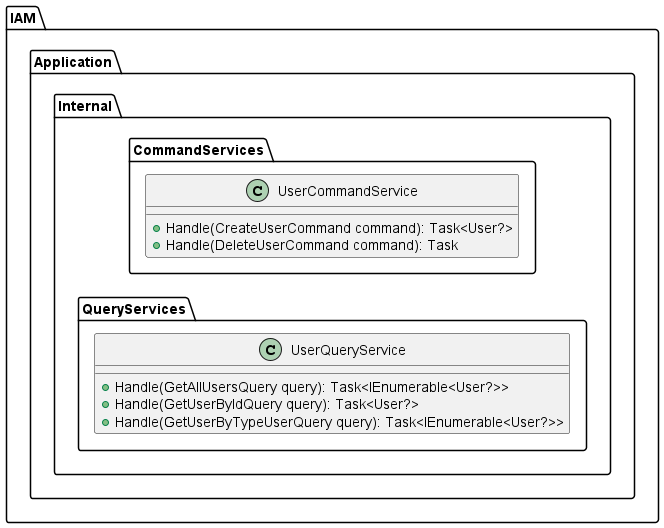 IAM
Application
Internal
CommandServices
C UserCommandService
Handle(CreateUserCommand command): Task<User?>
Handle(DeleteUserCommand command): Task
QueryServices
C UserQueryService
Handle(GetAllUsersQuery query): Task<IEnumerable<User?>>
Handle(GetUserByIdQuery query): Task<User?>
Handle(GetUserByTypeUserQuery query): Task<IEnumerable<User?>>